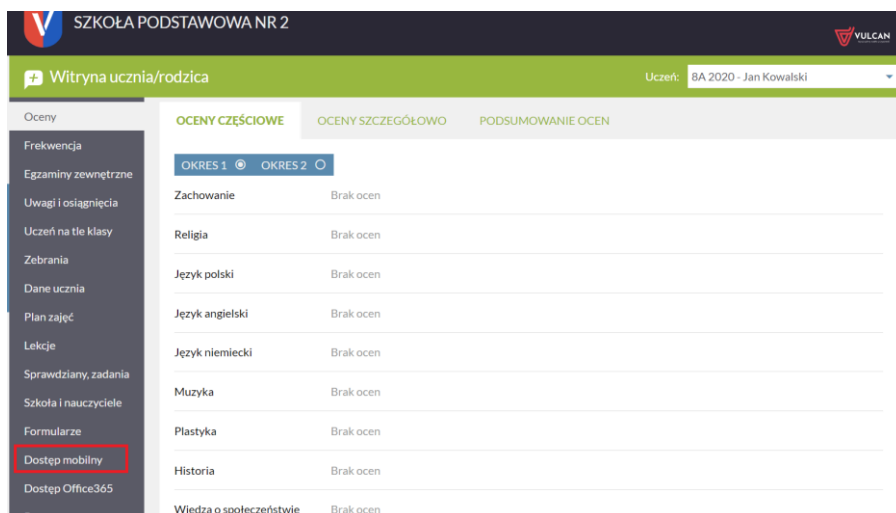 SZKOŁA PODSTAWOWA NR 2
VULCAN
Witryna ucznia/rodzica
Uczeń: 8A 2020 - Jan Kowalski
Oceny
Frekwencja
Egzaminy zewnętrzne
Uwagi i osiągnięcia
Uczeń na tle klasy
Zebrania
Dane ucznia
Plan zajęć
Lekcje
Sprawdziany, zadania
Szkoła i nauczyciele
Formularze
Dostęp mobilny
Dostęp Office365
OCENY CZĘŚCIOWE OCENY SZCZEGÓŁOWO PODSUMOWANIE OCEN
OKRES 1 OKRES 2
Zachowanie Brak ocen
Religia Brak ocen
Język polski Brak ocen
Język angielski Brak ocen
Język niemiecki Brak ocen
Muzyka Brak ocen
Plastyka Brak ocen
Historia Brak ocen
Wiedza o społeczeństwie Brak ocen